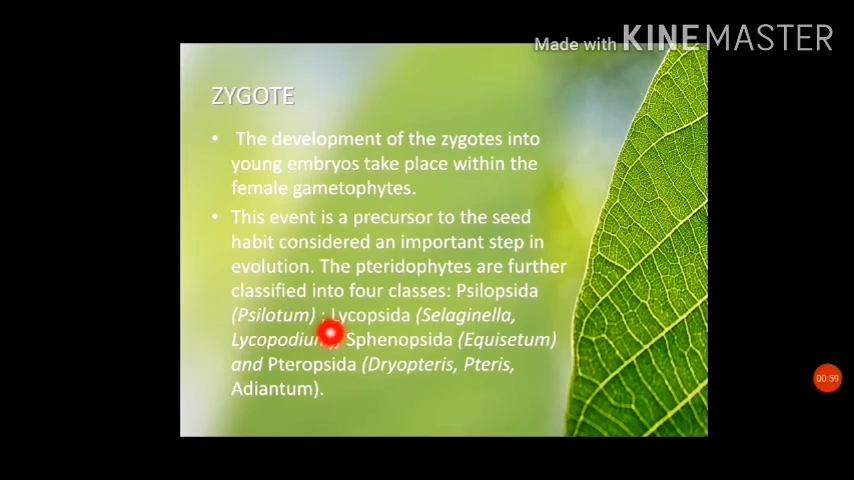 Made with KINEMASTER
ZYGOTE
• The development of the zygotes into
young embryos take place within the
female gametophytes.
• This event is a precursor to the seed
habit considered an important step in
evolution. The pteridophytes are further
classified into four classes: Psilopsida
(Psilotum) ; Lycopsida (Selaginella,
Sphenopsida (Equisetum)
and Pteropsida (Dryopteris, Pteris,
Adiantum).
00:59